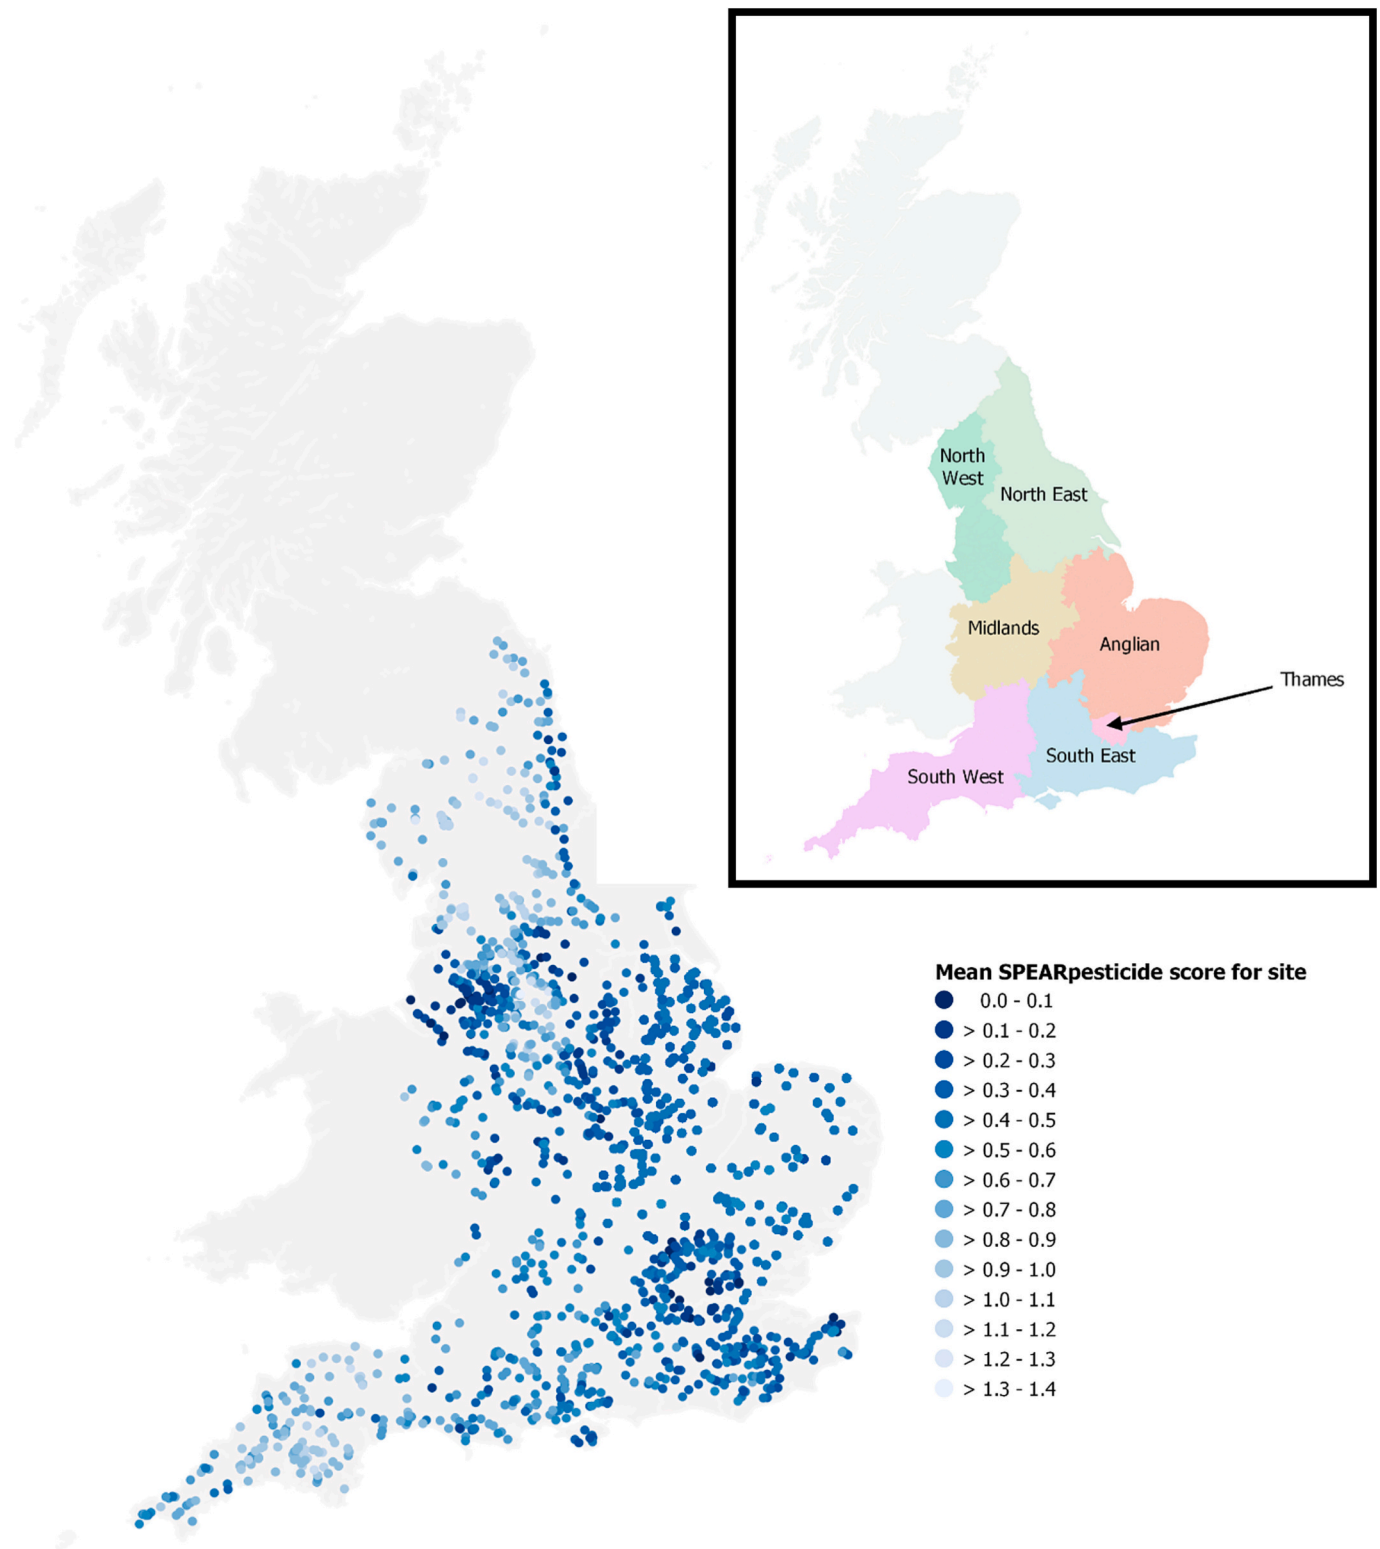 North
West
North East
Midlands
Anglian
Thames
South East
South West
Mean SPEARpesticide score for site
0.0 - 0.1
> 0.1 - 0.2
> 0.2 - 0.3
> 0.3 - 0.4
> 0.4 - 0.5
> 0.5 - 0.6
> 0.6 - 0.7
> 0.7 - 0.8
> 0.8 - 0.9
> 0.9 - 1.0
> 1.0 - 1.1
> 1.1 - 1.2
> 1.2 - 1.3
> 1.3 - 1.4